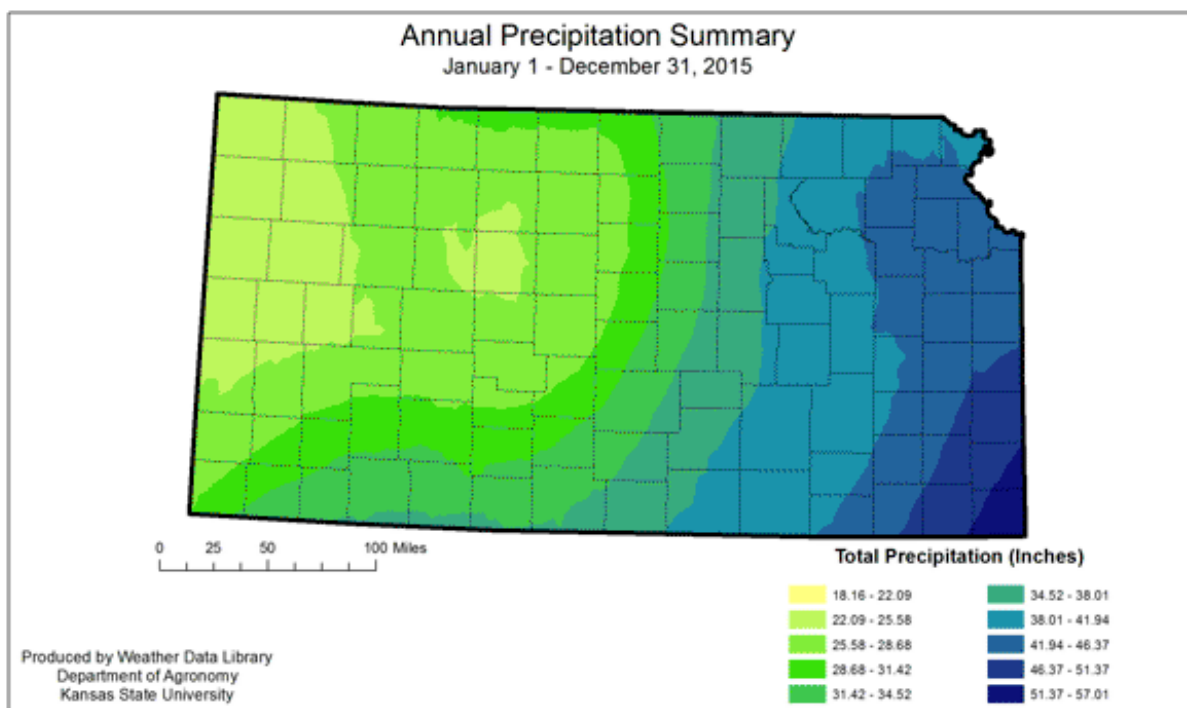 Annual Precipitation Summary
January 1 - December 31, 2015
0 25 50 100 Miles
Total Precipitation (Inches)
18.16 - 22.09
22.09 - 25.58
25.58 - 28.68
28.68 - 31.42
31.42 - 34.52
34.52 - 38.01
38.01 - 41.94
41.94 - 46.37
46.37 - 51.37
51.37 - 57.01
Produced by Weather Data Library
Department of Agronomy
Kansas State University